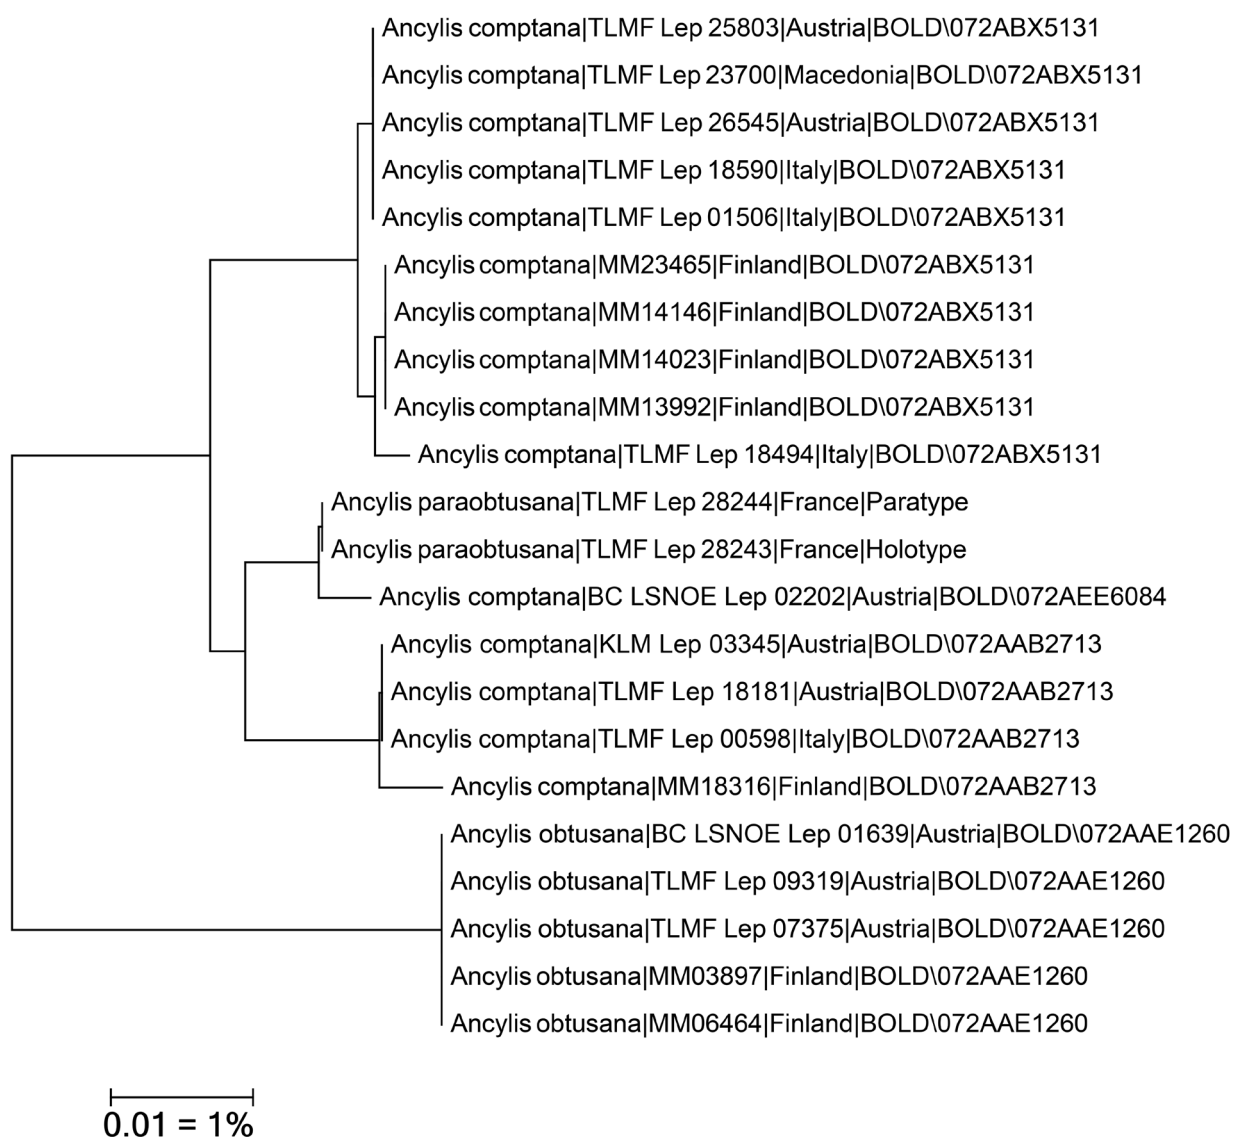 Ancylis comptana|TLMF Lep 25803|Austria|BOLD\072ABX5131
Ancylis comptana|TLMF Lep 23700|Macedonia|BOLD\072ABX5131
Ancylis comptana|TLMF Lep 26545|Austria|BOLD\072ABX5131
Ancylis comptana|TLMF Lep 18590|Italy|BOLD\072ABX5131
Ancylis comptana|TLMF Lep 01506|Italy|BOLD\072ABX5131
Ancylis comptana|MM23465|Finland|BOLD\072ABX5131
Ancylis comptana|MM14146|Finland|BOLD\072ABX5131
Ancylis comptana|MM14023|Finland|BOLD\072ABX5131
Ancylis comptana|MM13992|Finland|BOLD\072ABX5131
Ancylis comptana|TLMF Lep 18494|Italy|BOLD\072ABX5131
Ancylis paraobtusana|TLMF Lep 28244|France|Paratype
Ancylis paraobtusana|TLMF Lep 28243|France|Holotype
Ancylis comptana|BC LSNOE Lep 02202|Austria|BOLD\072AEE6084
Ancylis comptana|KLM Lep 03345|Austria|BOLD\072AAB2713
Ancylis comptana|TLMF Lep 18181|Austria|BOLD\072AAB2713
Ancylis comptana|TLMF Lep 00598|Italy|BOLD\072AAB2713
Ancylis comptana|MM18316|Finland|BOLD\072AAB2713
Ancylis obtusana|BC LSNOE Lep 01639|Austria|BOLD\072AAE1260
Ancylis obtusana|TLMF Lep 09319|Austria|BOLD\072AAE1260
Ancylis obtusana|TLMF Lep 07375|Austria|BOLD\072AAE1260
Ancylis obtusana|MM03897|Finland|BOLD\072AAE1260
Ancylis obtusana|MM06464|Finland|BOLD\072AAE1260
0.01 = 1%